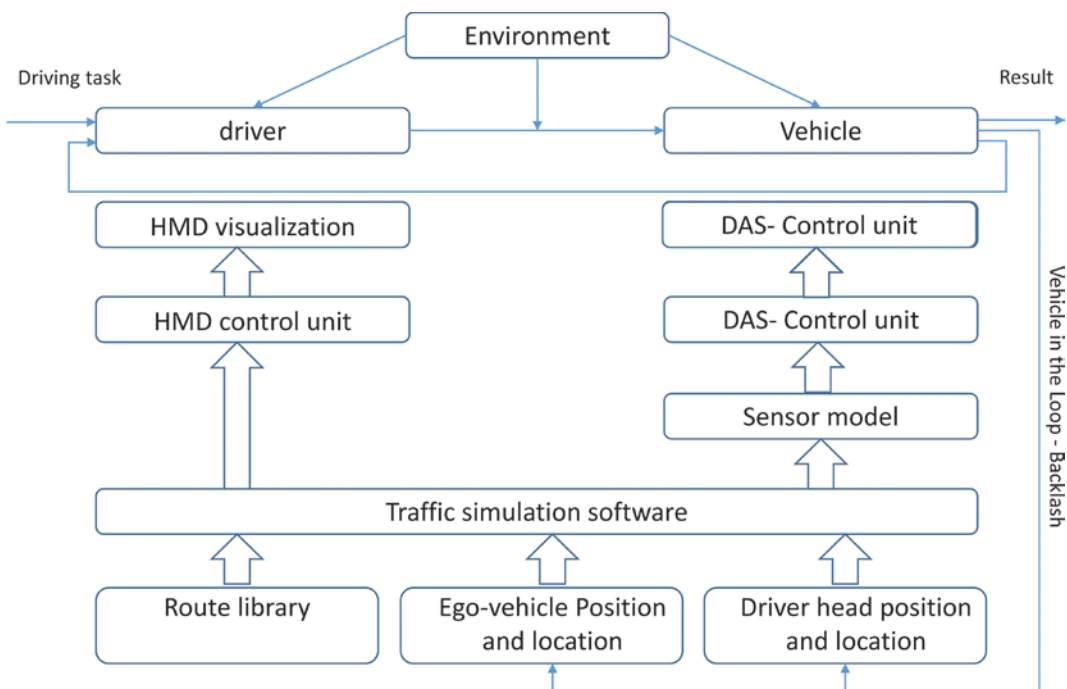 Environment
Driving task
Result
driver
Vehicle
HMD visualization
DAS- Control unit
HMD control unit
DAS- Control unit
Sensor model
Vehicle in the Loop - Backlash
Traffic simulation software
Route library
Ego-vehicle Position
and location
Driver head position
and location